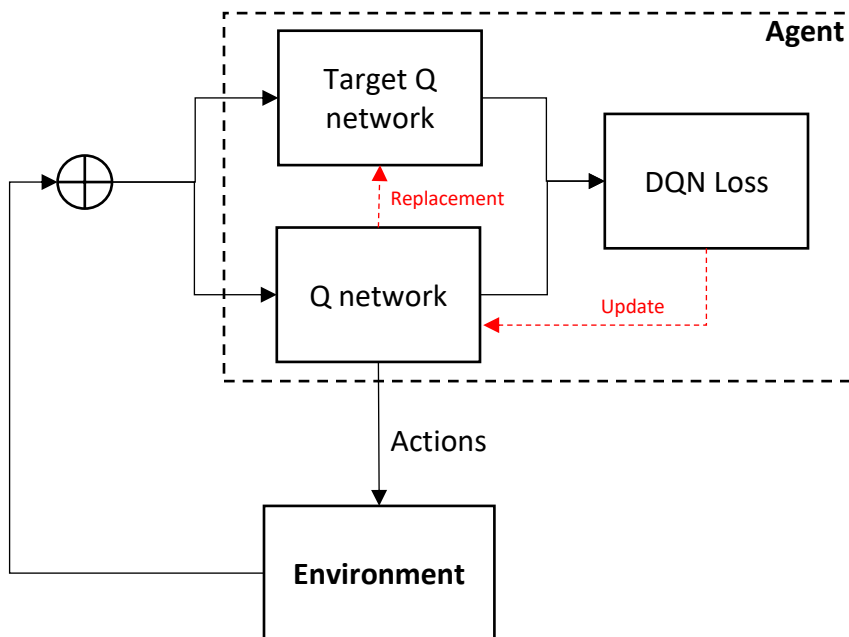 Agent
Target Q
network
DQN Loss
Replacement
Q network
Update
Actions
Environment